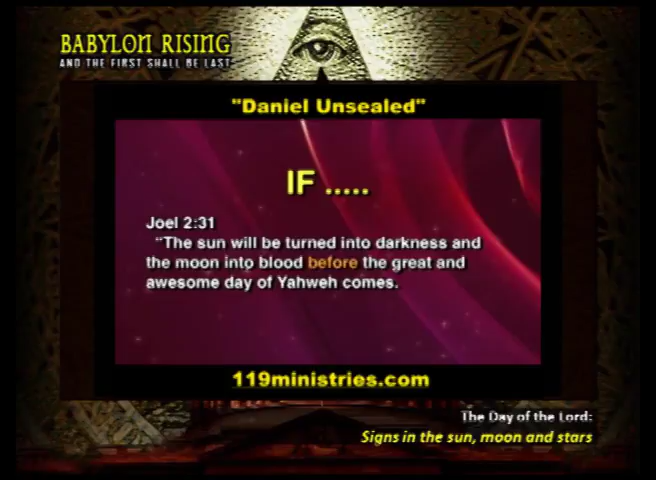 BABYLON RISING
AND THE FIRST SHALL BE LAST
"Daniel Unsealed"
IF .....
Joel 2:31
"The sun will be turned into darkness and
the moon into blood before the great and
awesome day of Yahweh comes.
119ministries.com
The Day of the Lord:
Signs in the sun, moon and stars